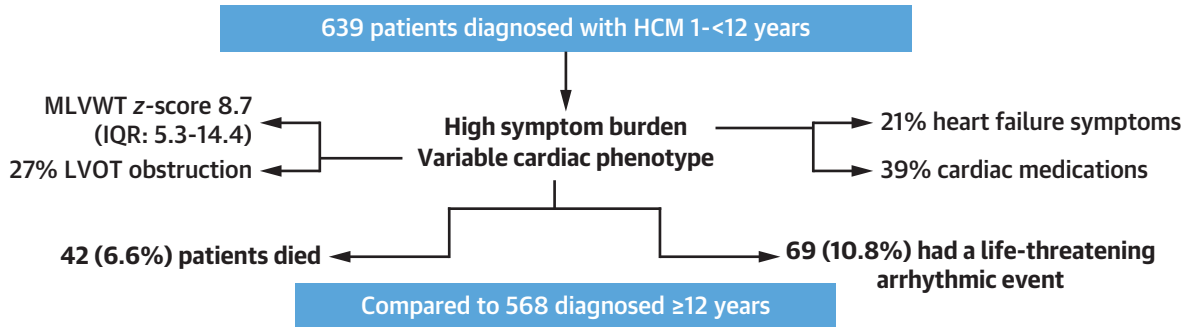 639 patients diagnosed with HCM 1-<12 years
MLVWT z-score 8.7
(IQR: 5.3-14.4)
27% LVOT obstruction
High symptom burden
Variable cardiac phenotype
21% heart failure symptoms
39% cardiac medications
42 (6.6%) patients died
69 (10.8%) had a life-threatening
arrhythmic event
Compared to 568 diagnosed ≥12 years